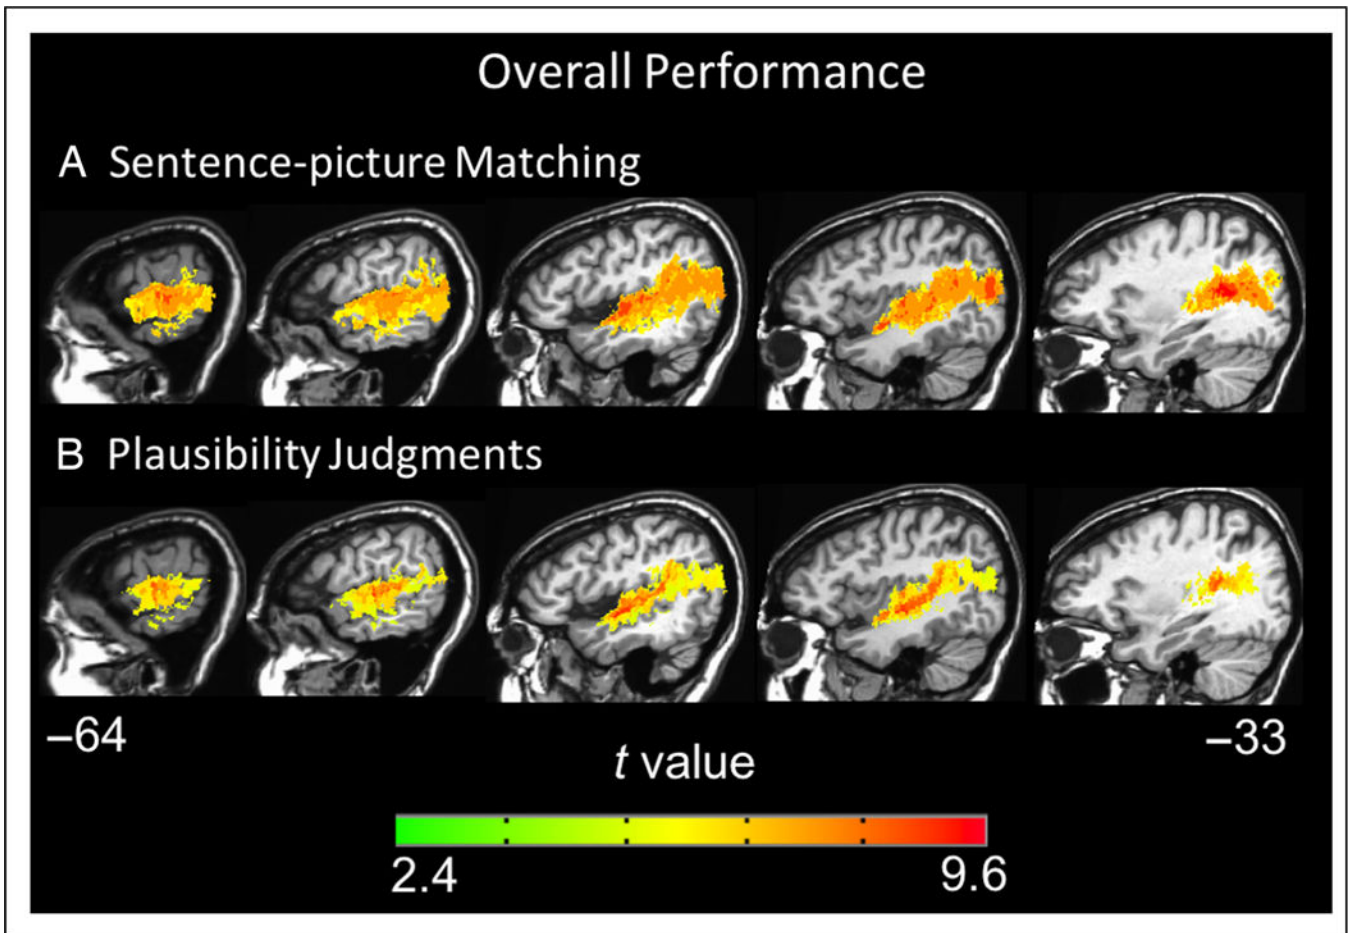 Overall Performance
A Sentence-picture Matching
B Plausibility Judgments
–64
–33
t value
2.4
9.6